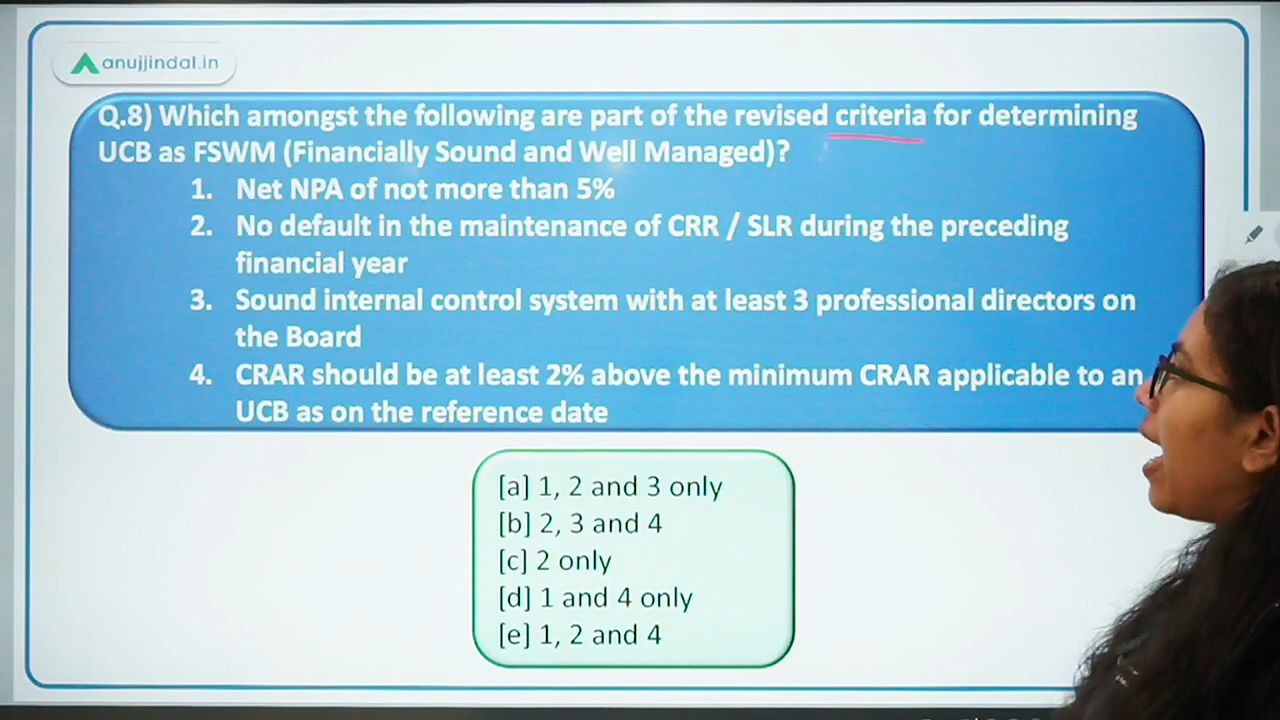 anujjindal.in
Q.8) Which amongst the following are part of the revised criteria for determining
UCB as FSWM (Financially Sound and Well Managed)?
1. Net NPA of not more than 5%
2. No default in the maintenance of CRR / SLR during the preceding
financial year
3. Sound internal control system with at least 3 professional directors on
the Board
4. CRAR should be at least 2% above the minimum CRAR applicable to an
UCB as on the reference date
[a] 1, 2 and 3 only
[b] 2, 3 and 4
[c] 2 only
[d] 1 and 4 only
[e] 1, 2 and 4